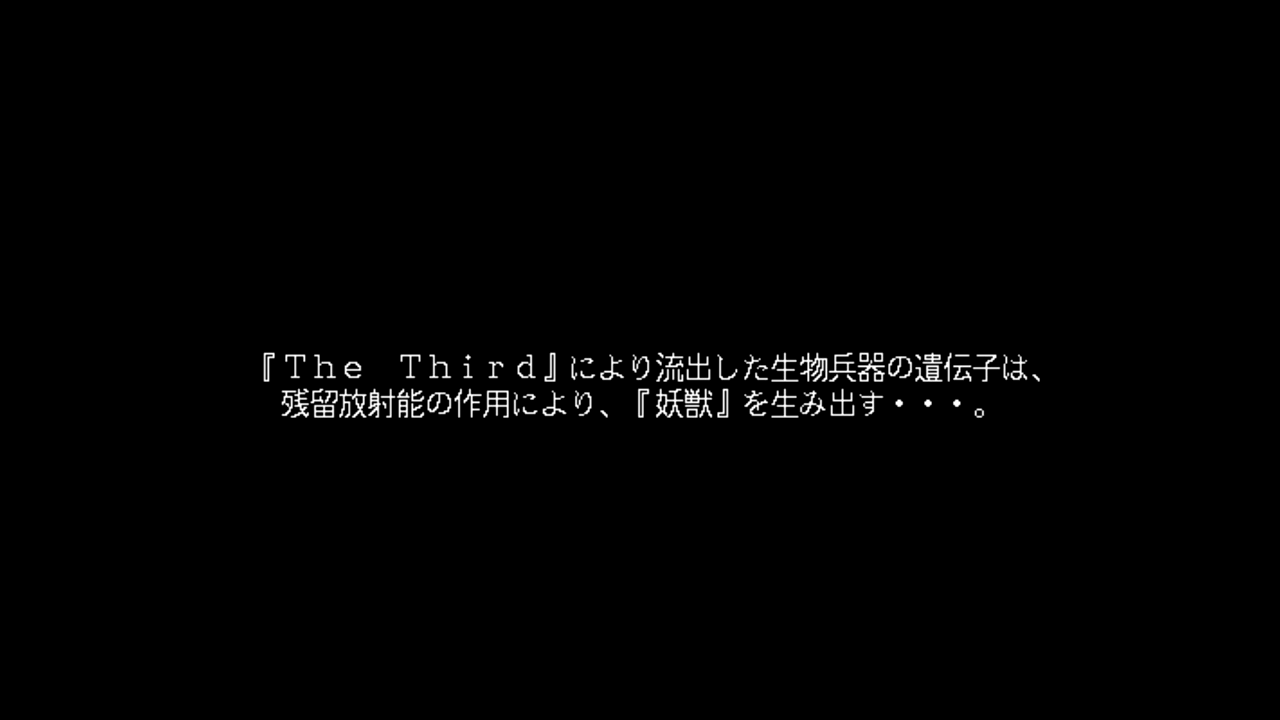 『Ｔｈｅ　Ｔｈｉｒｄ』により流出した生物兵器の遺伝子は、
残留放射能の作用により、『妖獣』を生み出す・・・。